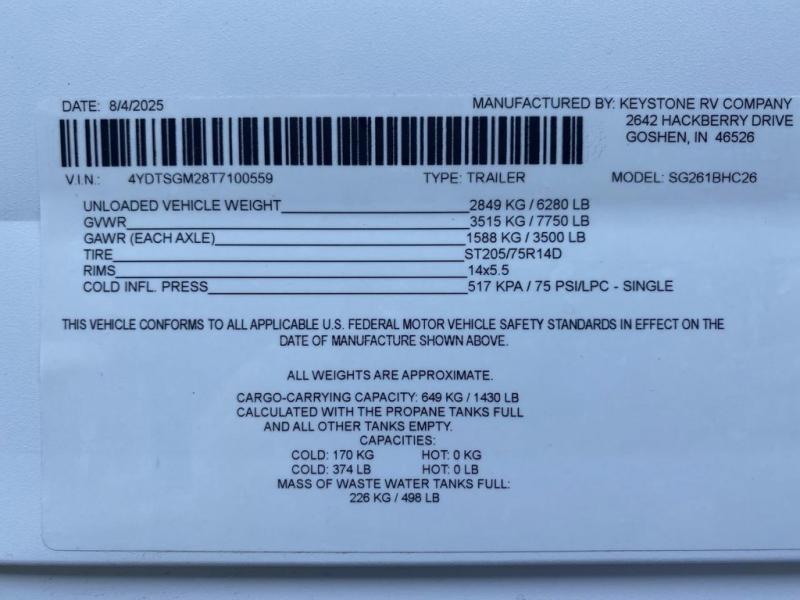 DATE: 8/4/2025 MANUFACTURED BY: KEYSTONE RV COMPANY
2642 HACKBERRY DRIVE
GOSHEN, IN 46526
V.I.N.: 4YDTSGM28T7100559 TYPE: TRAILER MODEL: SG261BHC26
UNLOADED VEHICLE WEIGHT 2849 KG / 6280 LB
GVWR 3515 KG / 7750 LB
GAWR (EACH AXLE) 1588 KG / 3500 LB
TIRE ST205/75R14D
RIMS 14x5.5
COLD INFL. PRESS 517 KPA / 75 PSI/LPC - SINGLE
THIS VEHICLE CONFORMS TO ALL APPLICABLE U.S. FEDERAL MOTOR VEHICLE SAFETY STANDARDS IN EFFECT ON THE
DATE OF MANUFACTURE SHOWN ABOVE.
ALL WEIGHTS ARE APPROXIMATE.
CARGO-CARRYING CAPACITY: 649 KG / 1430 LB
CALCULATED WITH THE PROPANE TANKS FULL
AND ALL OTHER TANKS EMPTY.
CAPACITIES:
COLD: 170 KG HOT: 0 KG
COLD: 374 LB HOT: 0 LB
MASS OF WASTE WATER TANKS FULL:
226 KG / 498 LB